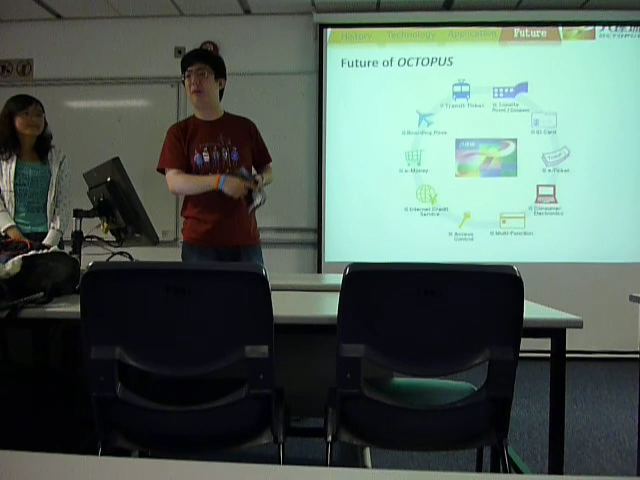 History Technology Application Future
Future of OCTOPUS
Transit Ticket
Loyalty
Boarding Pass
ID Card
e-Money
e-Ticket
Internet Credit
Service
Consumer
Electronics
Access
Control
Multi-Function